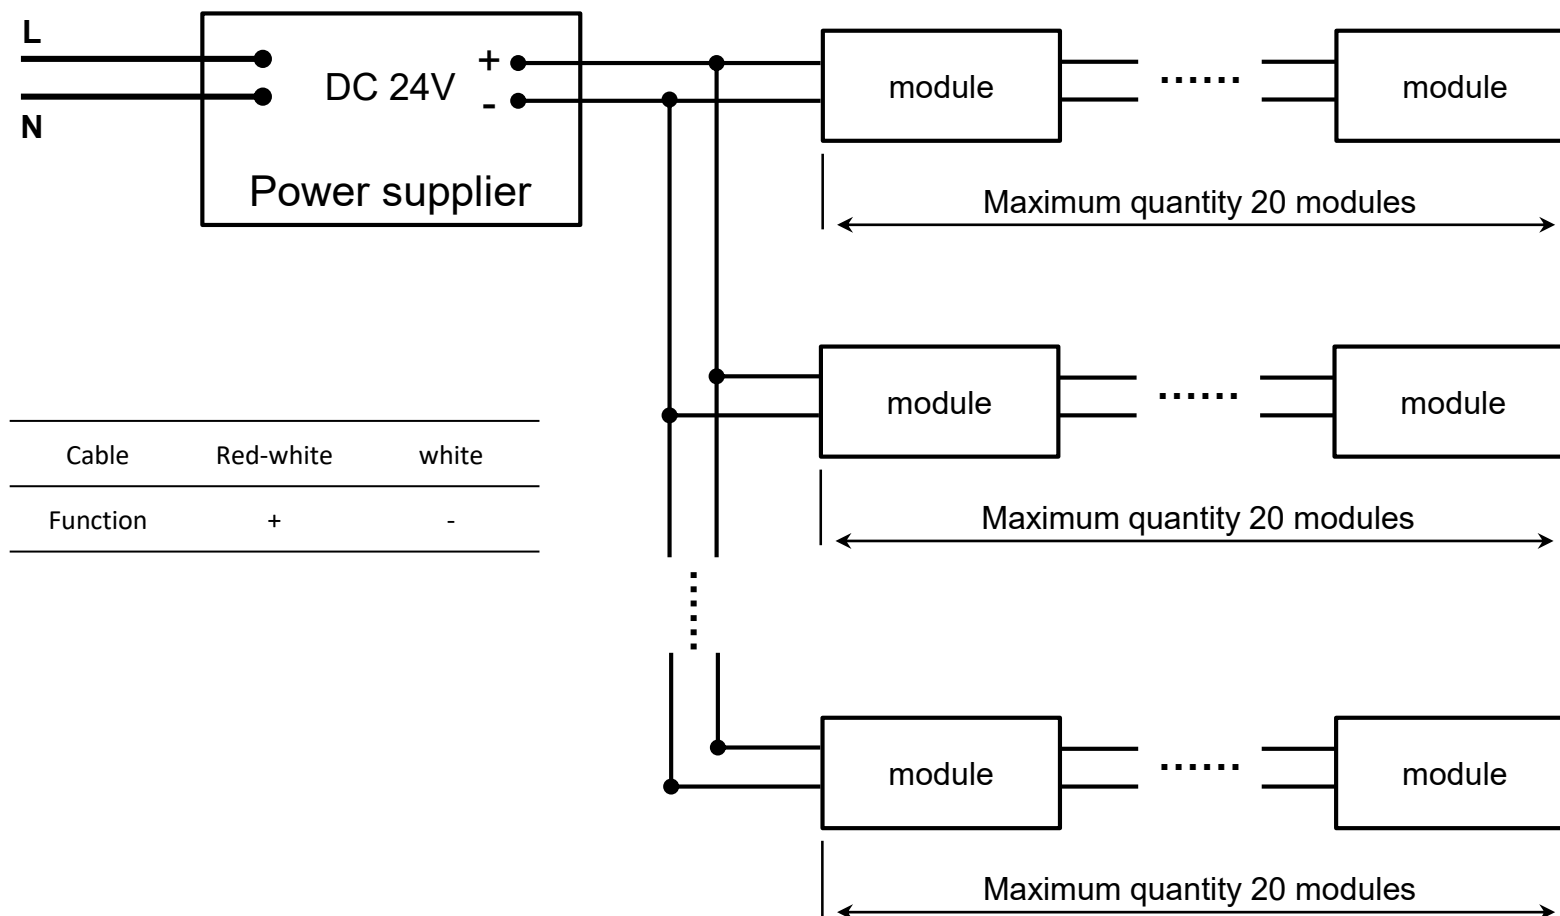 L
N
DC 24V
+
-
Power supplier
module
......
module
Maximum quantity 20 modules
module
......
module
Maximum quantity 20 modules
Cable Red-white white
Function + -
module
......
module
Maximum quantity 20 modules